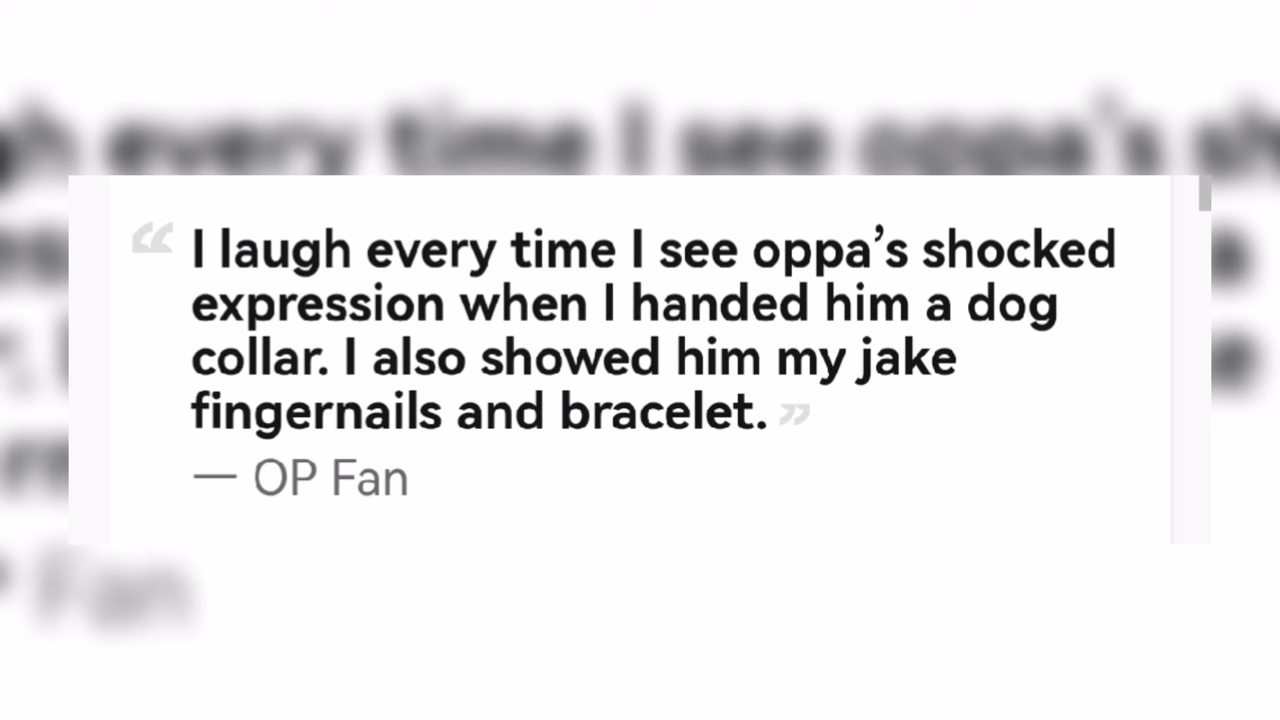 “ I laugh every time I see oppa’s shocked
expression when I handed him a dog
collar. I also showed him my jake
fingernails and bracelet. ”
— OP Fan